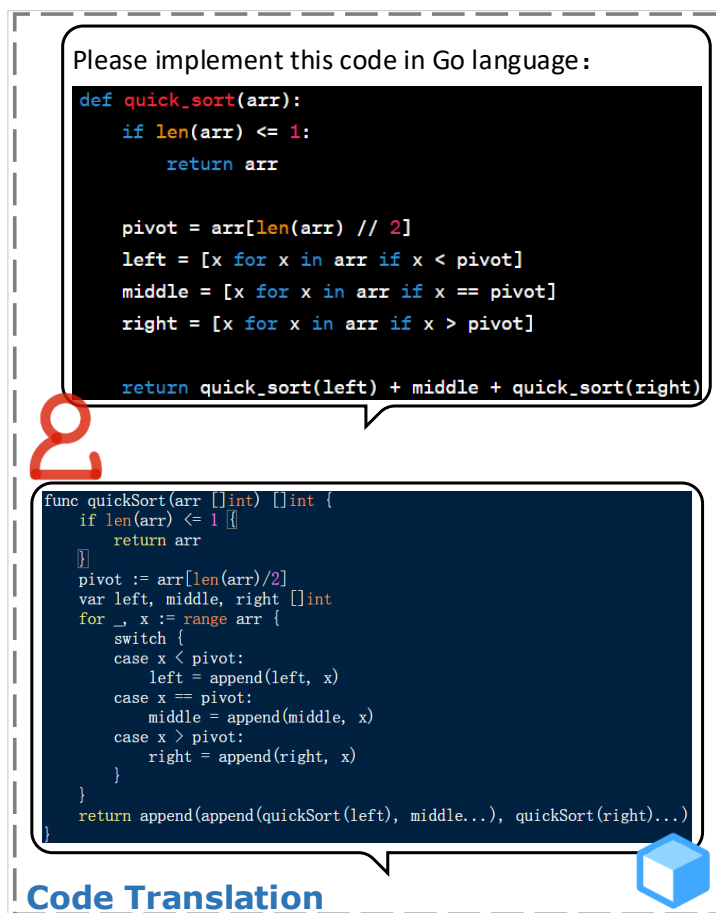 Please implement this code in Go language：
def quick_sort(arr):
    if len(arr) <= 1:
        return arr
    pivot = arr[len(arr) // 2]
    left = [x for x in arr if x < pivot]
    middle = [x for x in arr if x == pivot]
    right = [x for x in arr if x > pivot]
    return quick_sort(left) + middle + quick_sort(right)
func quickSort(arr []int) []int {
    if len(arr) <= 1 {
        return arr
    }
    pivot := arr[len(arr)/2]
    var left, middle, right []int
    for _, x := range arr {
        switch {
        case x < pivot:
            left = append(left, x)
        case x == pivot:
            middle = append(middle, x)
        case x > pivot:
            right = append(right, x)
        }
    }
    return append(append(quickSort(left), middle...), quickSort(right)...)
}
Code Translation